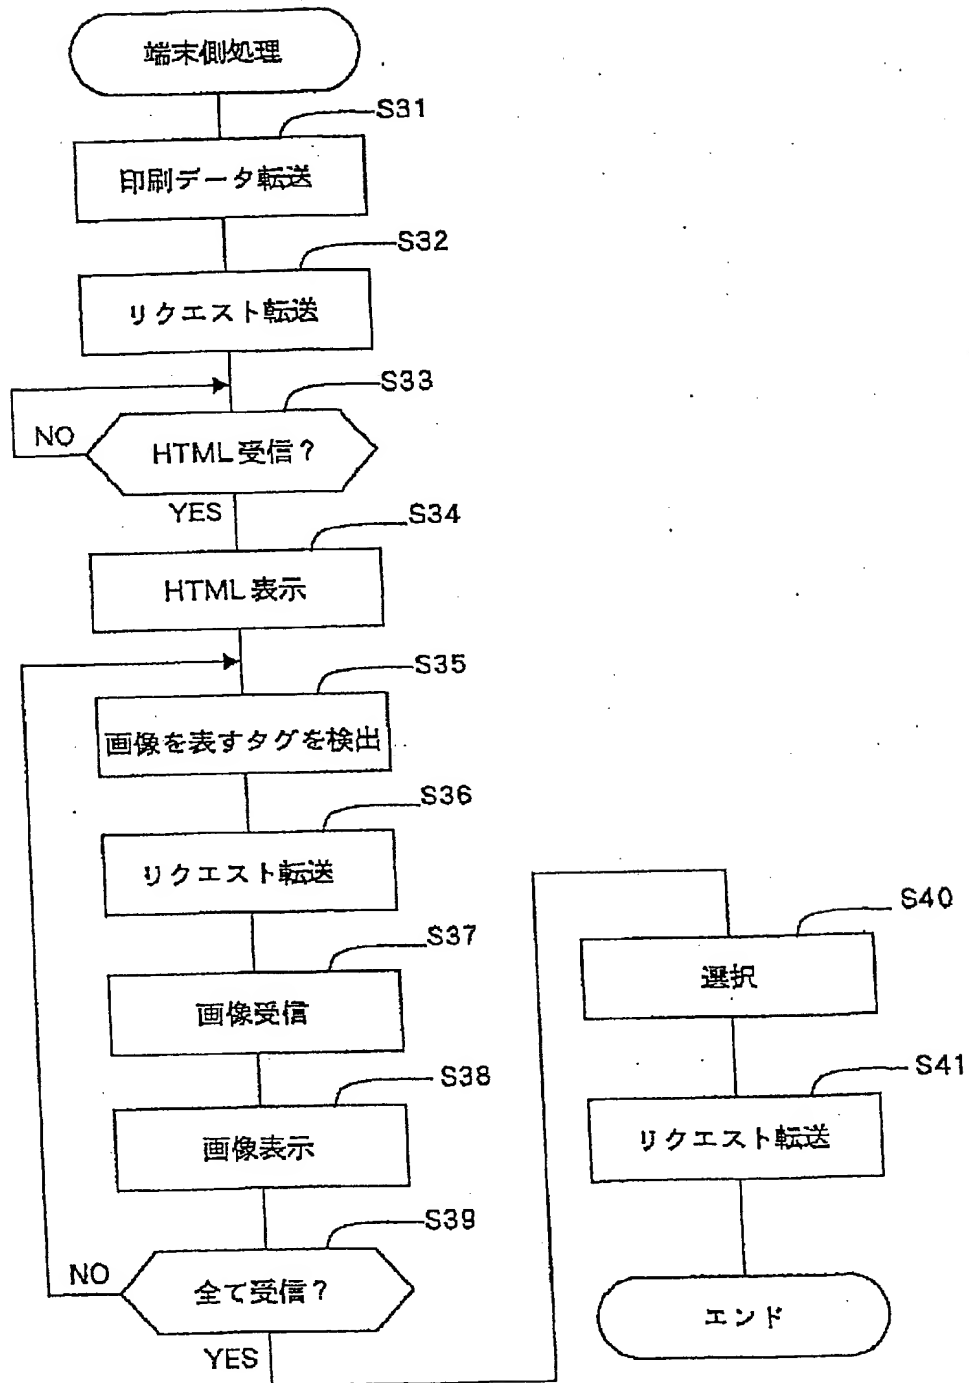 端末側処理
S31
印刷データ転送
S32
リクエスト転送
S33
NO
HTML受信?
YES
S34
HTML表示
S35
画像を表すタグを検出
S36
リクエスト転送
S37
画像受信
S38
画像表示
S39
NO
全て受信?
YES
S40
選択
S41
リクエスト転送
エンド